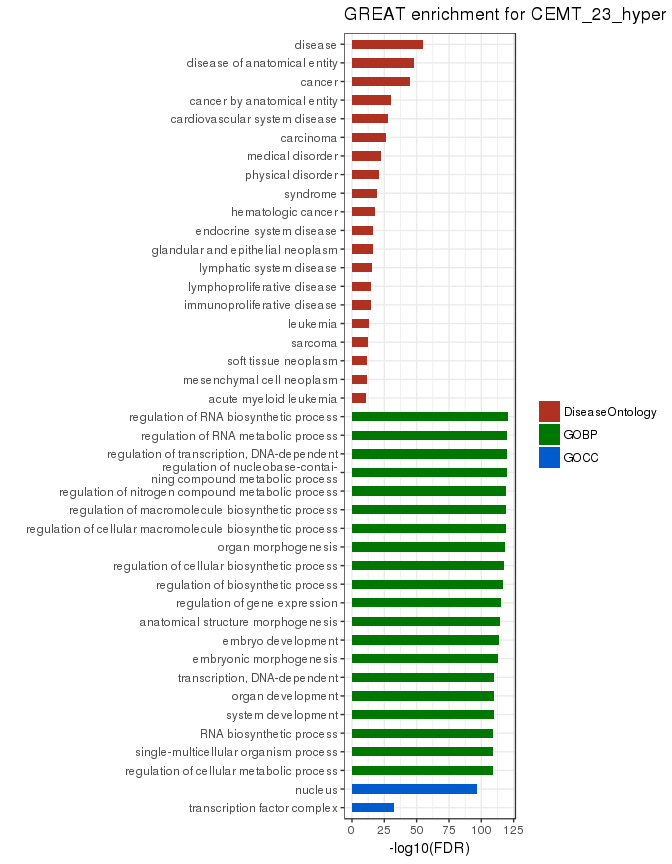 GREAT enrichment for CEMT_23_hyper
disease
disease of anatomical entity
cancer
cancer by anatomical entity
cardiovascular system disease
carcinoma
medical disorder
physical disorder
syndrome
hematologic cancer
endocrine system disease
glandular and epithelial neoplasm
lymphatic system disease
lymphoproliferative disease
immunoproliferative disease
leukemia
sarcoma
soft tissue neoplasm
mesenchymal cell neoplasm
acute myeloid leukemia
regulation of RNA biosynthetic process
regulation of RNA metabolic process
regulation of transcription, DNA-dependent
regulation of nucleobase-contai-
ning compound metabolic process
regulation of nitrogen compound metabolic process
regulation of macromolecule biosynthetic process
regulation of cellular macromolecule biosynthetic process
organ morphogenesis
regulation of cellular biosynthetic process
regulation of biosynthetic process
regulation of gene expression
anatomical structure morphogenesis
embryo development
embryonic morphogenesis
transcription, DNA-dependent
organ development
system development
RNA biosynthetic process
single-multicellular organism process
regulation of cellular metabolic process
nucleus
transcription factor complex
0 25 50 75 100 125
-log10(FDR)
DiseaseOntology
GOBP
GOCC